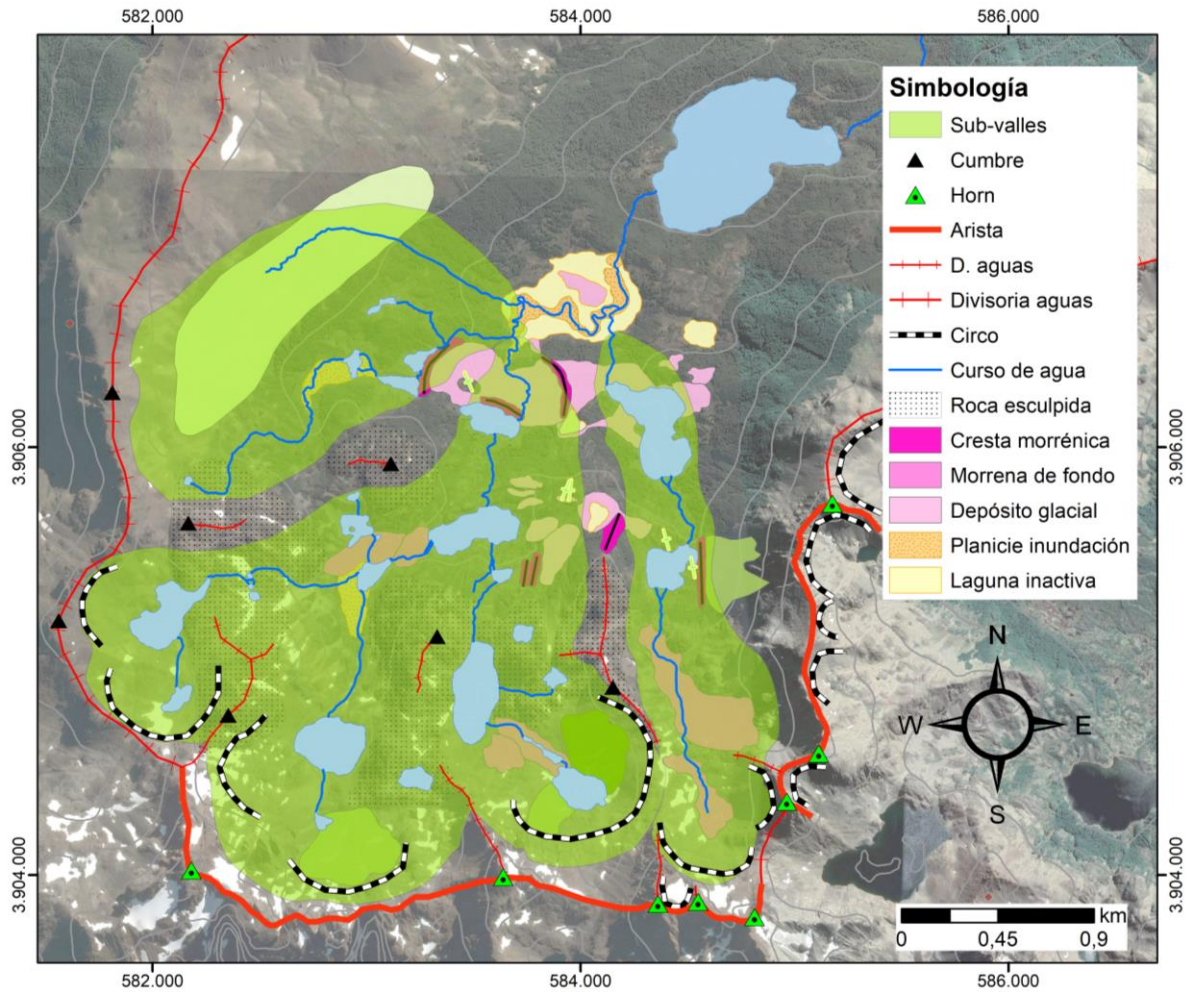 582.000 584.000 586.000
Simbología
Sub-valles
Cumbre
Horn
Arista
D. aguas
Divisoria aguas
Circo
Curso de agua
Roca esculpida
Cresta morrénica
Morrena de fondo
Depósito glacial
Planicie inundación
Laguna inactiva
3.906.000 3.906.000
N
W E
S
3.904.000 3.904.000
km
0 0,45 0,9
582.000 584.000 586.000